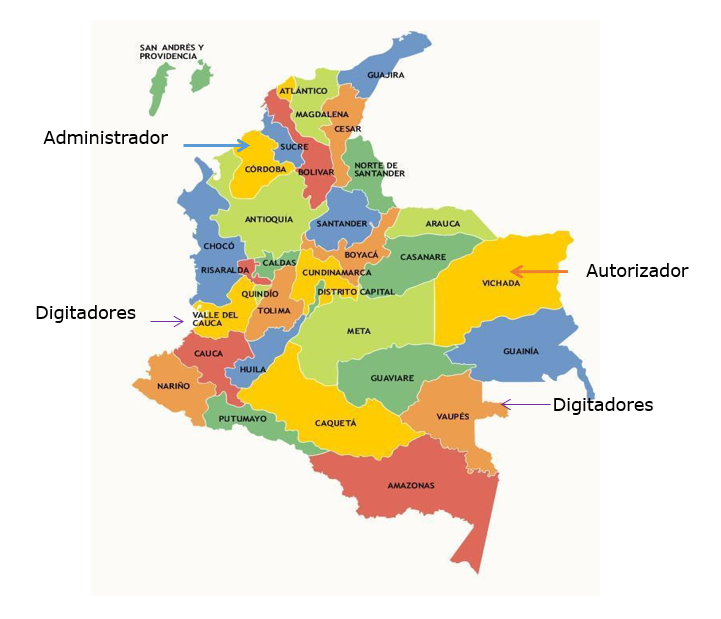 SAN ANDRÉS Y
PROVIDENCIA
GUAJIRA
ATLÁNTICO
MAGDALENA
CESAR
Administrador
SUCRE
CÓRDOBA
BOLIVAR
NORTE DE
SANTANDER
ANTIOQUIA
SANTANDER
ARAUCA
CHOCÓ
BOYACÁ
CASANARE
CALDAS
RISARALDA
CUNDINAMARCA
Autorizador
VICHADA
QUINDÍO
DISTRITO CAPITAL
Digitadores
VALLE DEL
CAUCA
TOLIMA
META
CAUCA
GUAINÍA
HUILA
GUAVIARE
NARIÑO
Digitadores
PUTUMAYO
CAQUETÁ
VAUPÉS
AMAZONAS